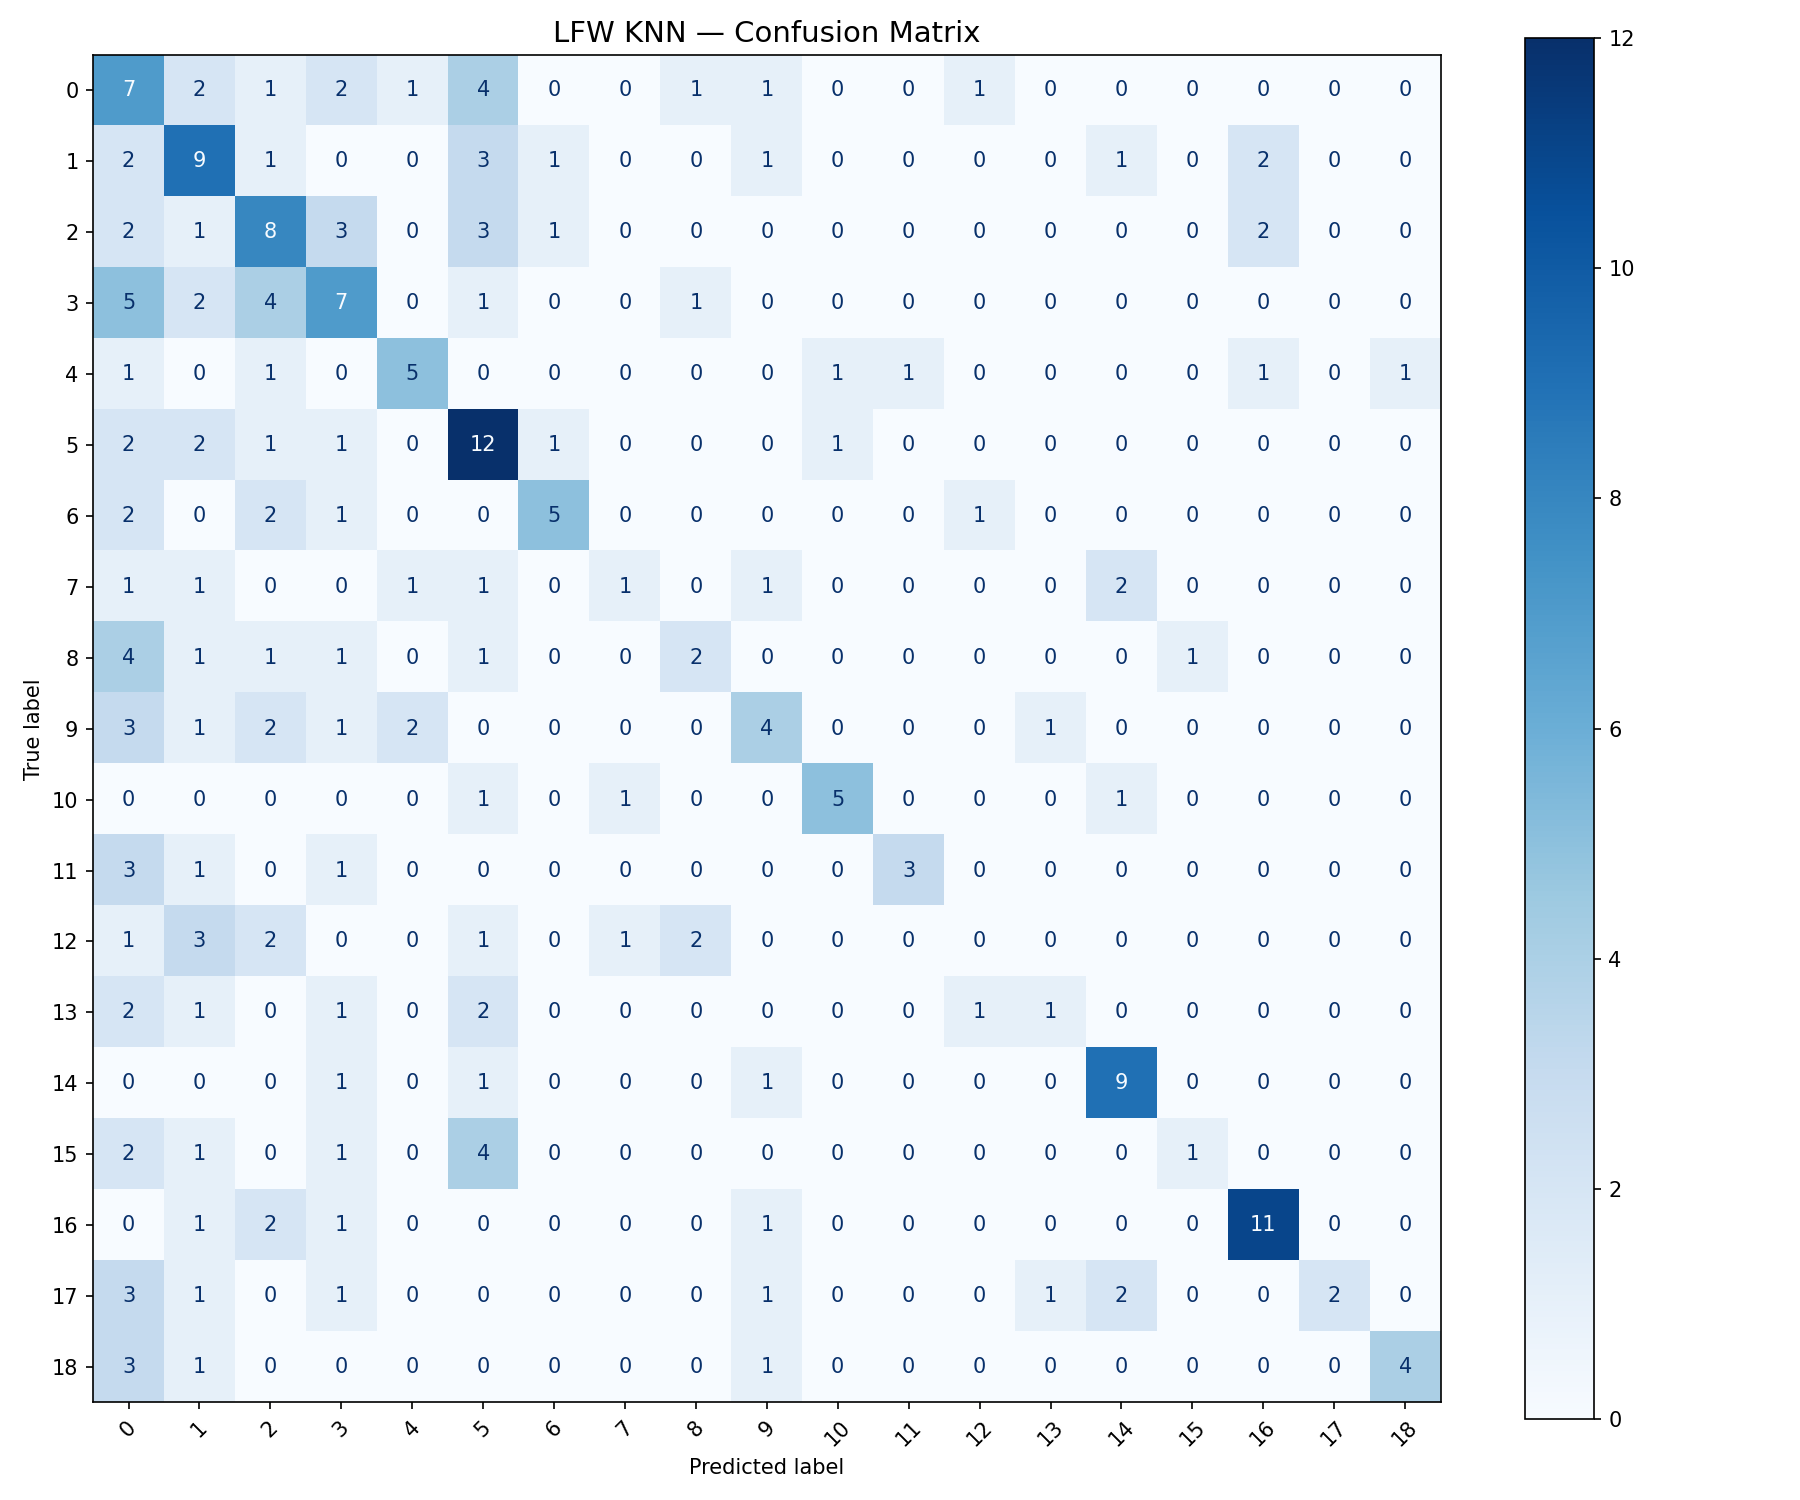 LFW KNN — Confusion Matrix
0 7 2 1 2 1 4 0 0 1 1 0 0 1 0 0 0 0 0 0
1 2 9 1 0 0 3 1 0 0 1 0 0 0 0 1 0 2 0 0
2 2 1 8 3 0 3 1 0 0 0 0 0 0 0 0 0 2 0 0
3 5 2 4 7 0 1 0 0 1 0 0 0 0 0 0 0 0 0 0
4 1 0 1 0 5 0 0 0 0 0 1 1 0 0 0 0 1 0 1
5 2 2 1 1 0 12 1 0 0 0 1 0 0 0 0 0 0 0 0
6 2 0 2 1 0 0 5 0 0 0 0 0 1 0 0 0 0 0 0
7 1 1 0 0 1 1 0 1 0 1 0 0 0 0 2 0 0 0 0
8 4 1 1 1 0 1 0 0 2 0 0 0 0 0 0 1 0 0 0
9 3 1 2 1 2 0 0 0 0 4 0 0 0 1 0 0 0 0 0
10 0 0 0 0 0 1 0 1 0 0 5 0 0 0 1 0 0 0 0
11 3 1 0 1 0 0 0 0 0 0 0 3 0 0 0 0 0 0 0
12 1 3 2 0 0 1 0 1 2 0 0 0 0 0 0 0 0 0 0
13 2 1 0 1 0 2 0 0 0 0 0 0 1 1 0 0 0 0 0
14 0 0 0 1 0 1 0 0 0 1 0 0 0 0 9 0 0 0 0
15 2 1 0 1 0 4 0 0 0 0 0 0 0 0 0 1 0 0 0
16 0 1 2 1 0 0 0 0 0 1 0 0 0 0 0 0 11 0 0
17 3 1 0 1 0 0 0 0 0 1 0 0 0 1 2 0 0 2 0
18 3 1 0 0 0 0 0 0 0 1 0 0 0 0 0 0 0 0 4
0 1 2 3 4 5 6 7 8 9 10 11 12 13 14 15 16 17 18
Predicted label
True label
12
10
8
6
4
2
0